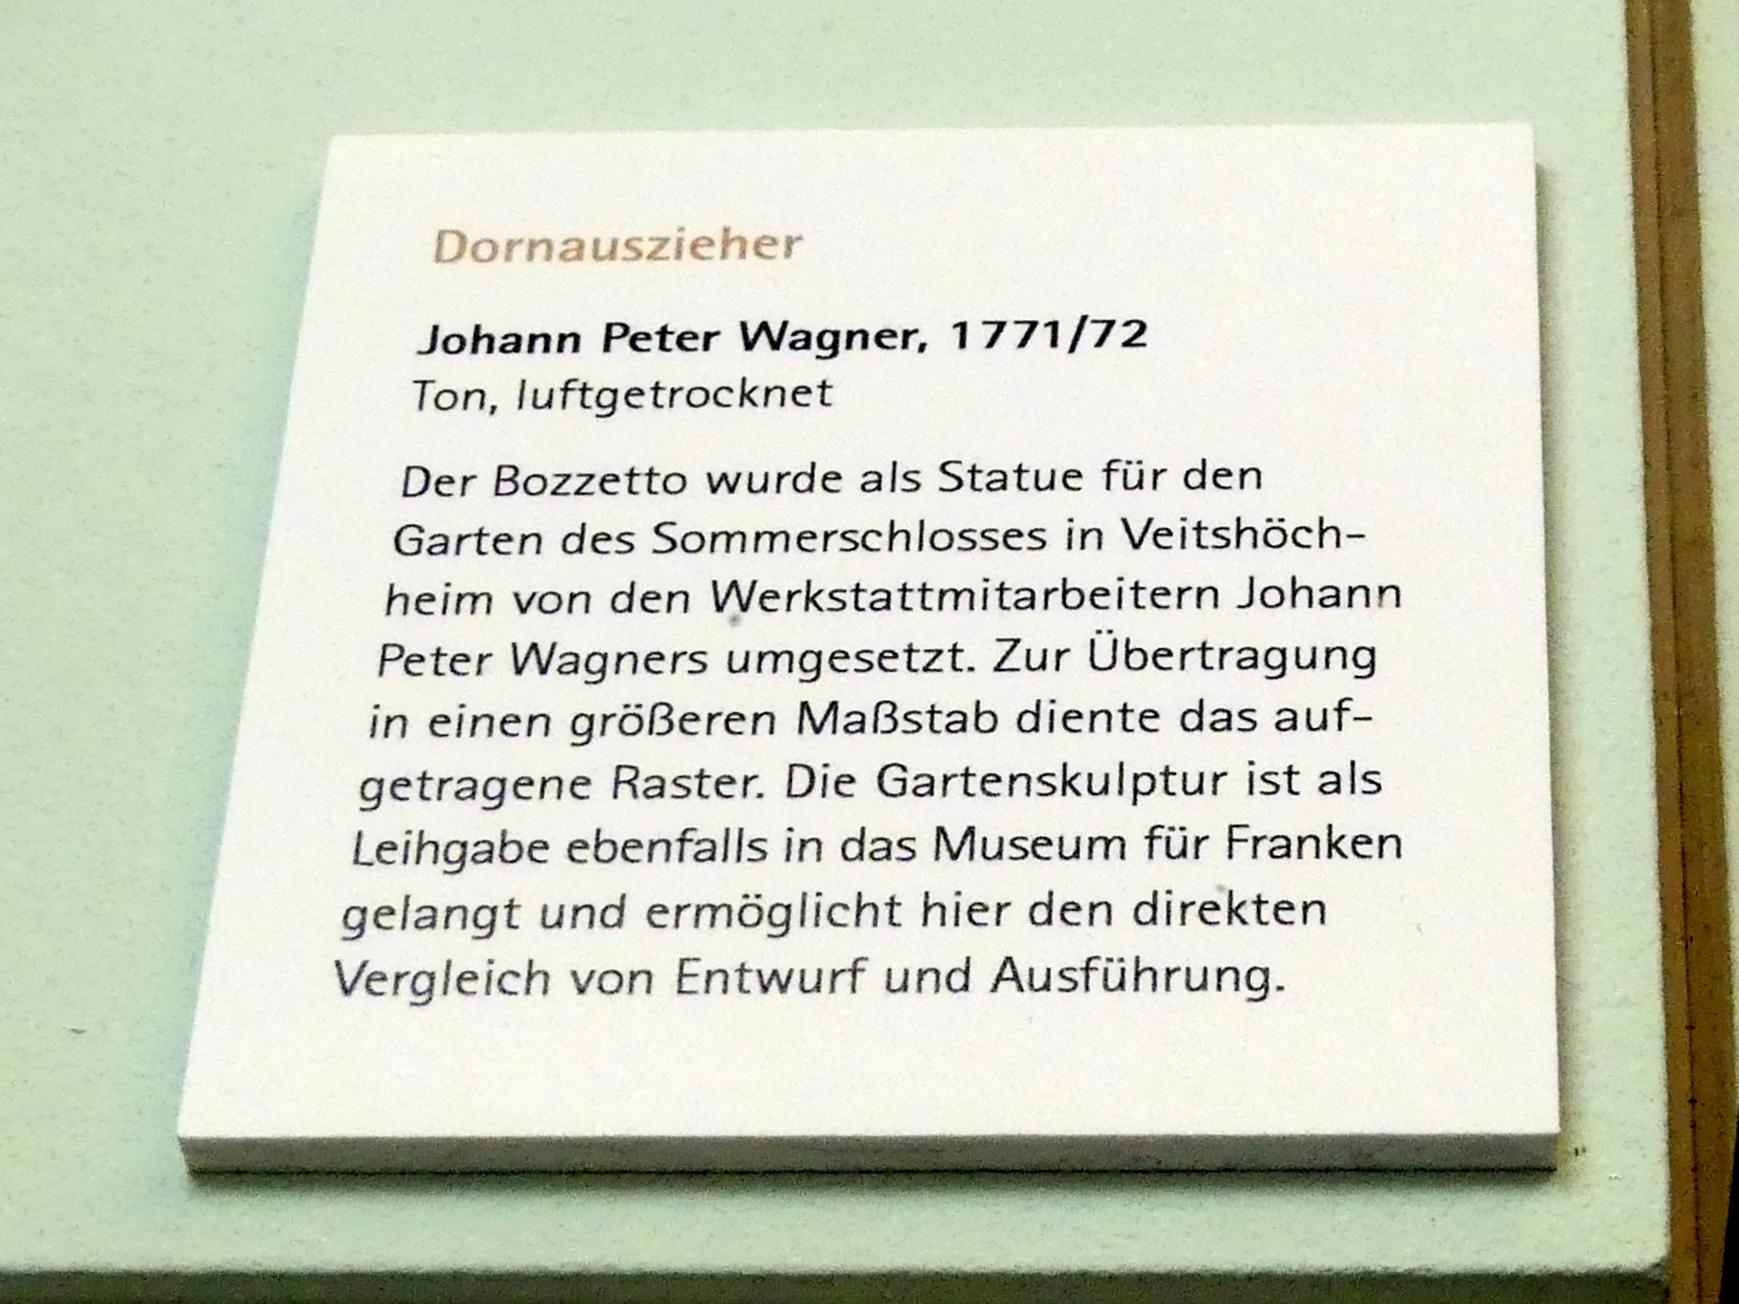 Dornauszieher
Johann Peter Wagner, 1771/72
Ton, luftgetrocknet
Der Bozzetto wurde als Statue für den
Garten des Sommerschlosses in Veitshöch-
heim von den Werkstattmitarbeitern Johann
Peter Wagners umgesetzt. Zur Übertragung
in einen größeren Maßstab diente das auf-
getragene Raster. Die Gartenskulptur ist als
Leihgabe ebenfalls in das Museum für Franken
gelangt und ermöglicht hier den direkten
Vergleich von Entwurf und Ausführung.